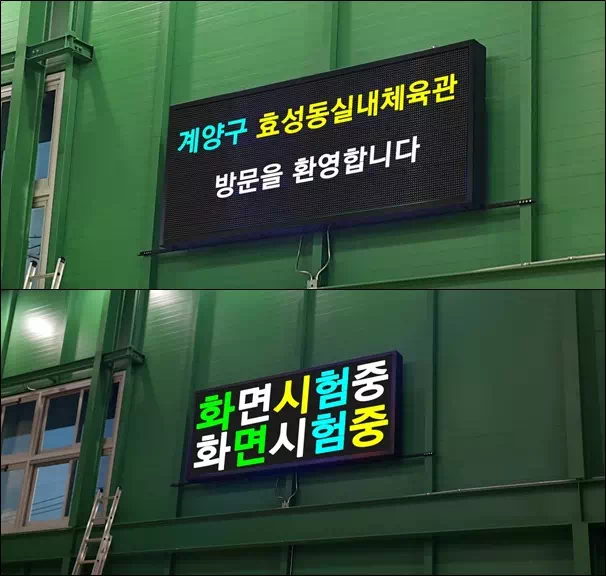 계양구 효성동실내체육관
방문을 환영합니다
화면시험중
화면시험중